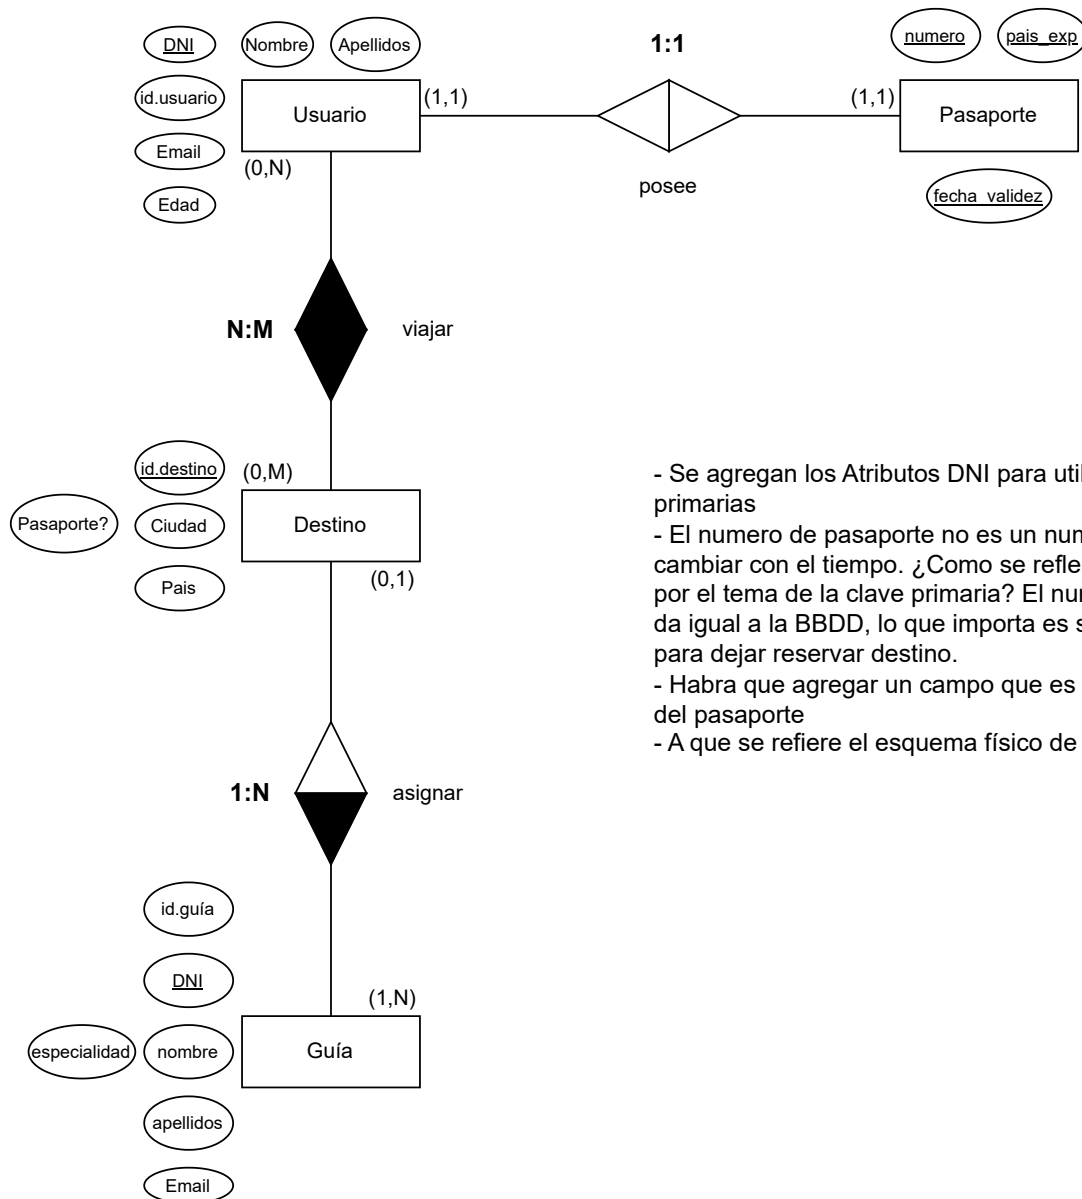 DNI
Nombre
Apellidos
1:1
numero
pais_exp
id.usuario
Usuario
(1,1)
(1,1)
Pasaporte
Email
(0,N)
posee
Edad
fecha_validez
N:M
viajar
id.destino
(0,M)
Pasaporte?
Ciudad
Destino
Pais
(0,1)
- Se agregan los Atributos DNI para util
primarias
- El numero de pasaporte no es un num
cambiar con el tiempo. ¿Como se refle
por el tema de la clave primaria? El nu
da igual a la BBDD, lo que importa es s
para dejar reservar destino.
- Habra que agregar un campo que es
del pasaporte
- A que se refiere el esquema físico de
1:N
asignar
id.guía
DNI
(1,N)
especialidad
nombre
Guía
apellidos
Email